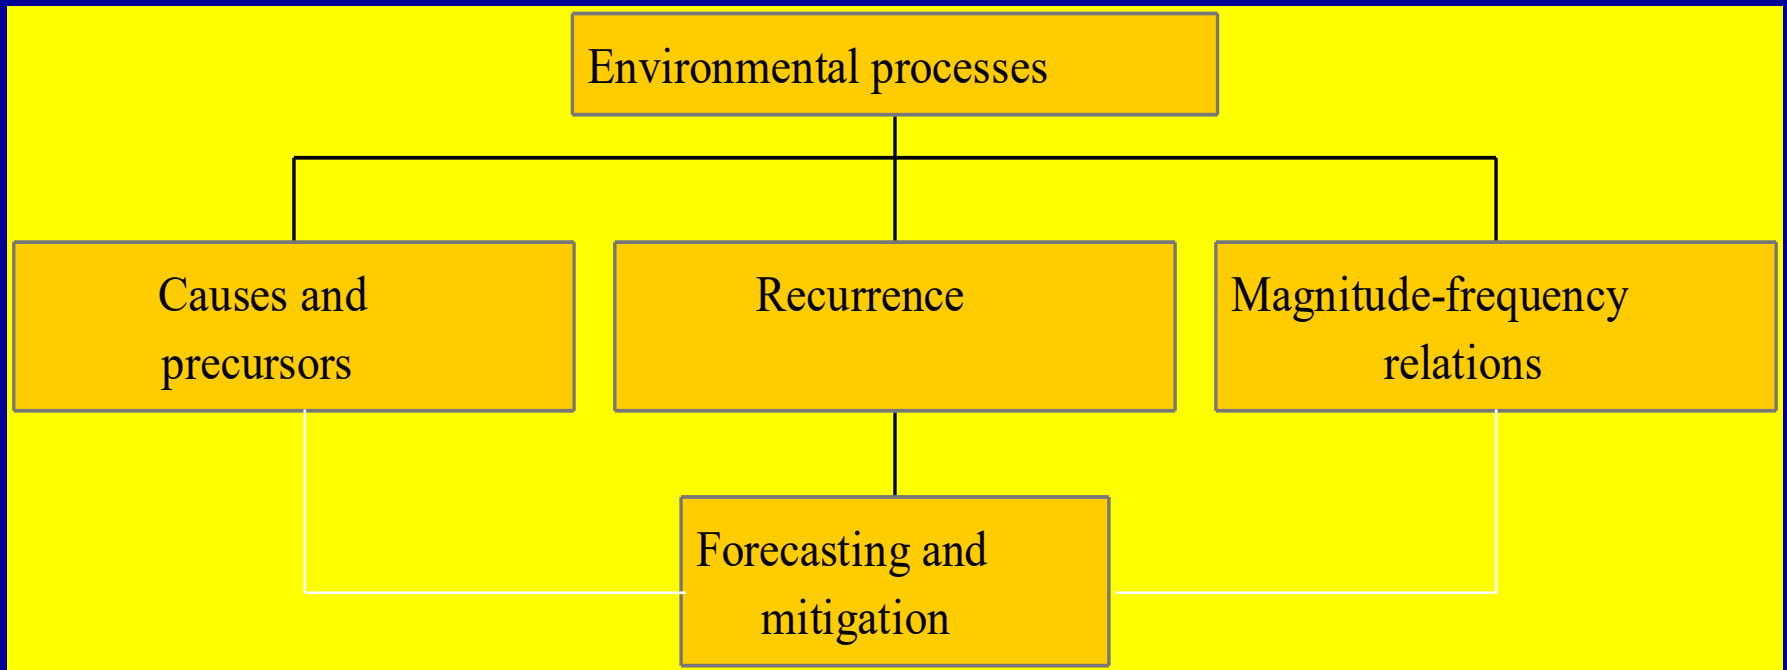 Environmental processes
Causes and
precursors
Recurrence
Magnitude-frequency
relations
Forecasting and
mitigation